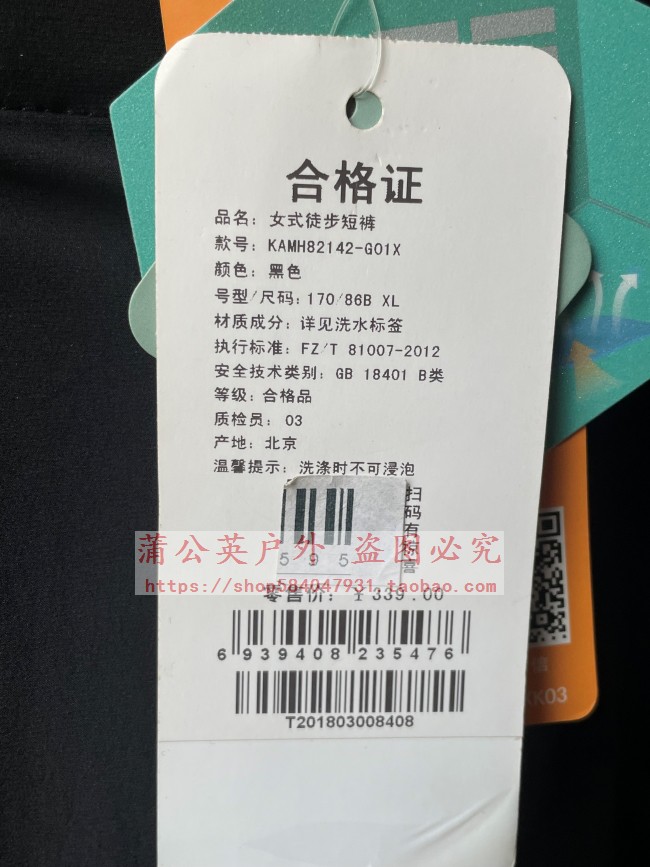 合格证
品名: 女式徒步短裤
款号: KAMH82142-G01X
颜色: 黑色
号型/尺码: 170/86B XL
材质成分: 详见洗水标签
执行标准: FZ/T 81007-2012
安全技术类别: GB 18401 B类
等级: 合格品
质检员: 03
产地: 北京
温馨提示: 洗涤时不可浸泡
扫码有惊喜
595
蒲公英户外 盗图必究
https://shop584047931.taobao.com
零售价: ¥ 339.00
6939408235476
T201803008408
K03